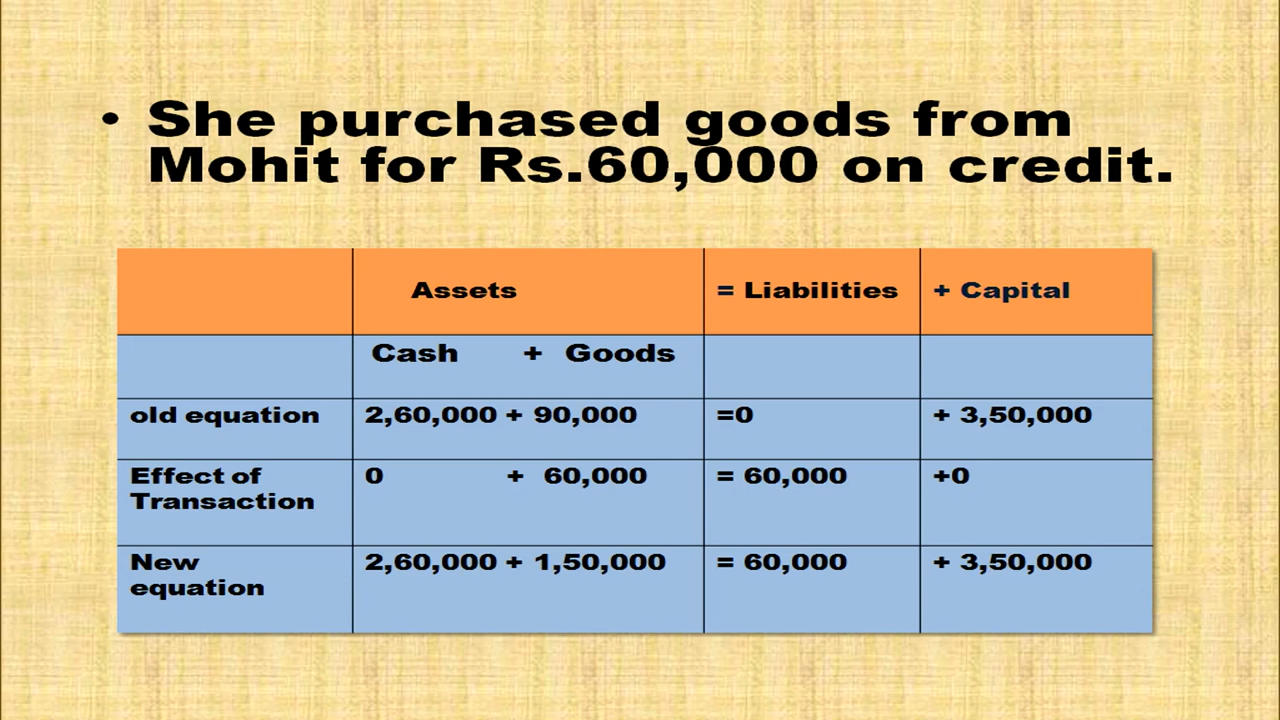 • She purchased goods from
Mohit for Rs.60,000 on credit.
Assets = Liabilities + Capital
Cash + Goods
old equation 2,60,000 + 90,000 =0 + 3,50,000
Effect of
Transaction 0 + 60,000 = 60,000 +0
New
equation 2,60,000 + 1,50,000 = 60,000 + 3,50,000